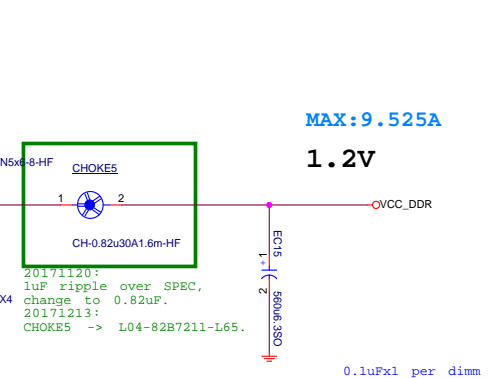 MAX:9.525A
1.2V
N5x6-8-HF
CHOKE5
1
2
VCC_DDR
CH-0.82u30A1.6m-HF
EC15
+
1
2
560u6.3SO
20171120:
1uF ripple over SPEC,
X4
change to 0.82uF.
20171213:
CHOKE5 -> L04-82B7211-L65.
0.1uFx1 per dimm